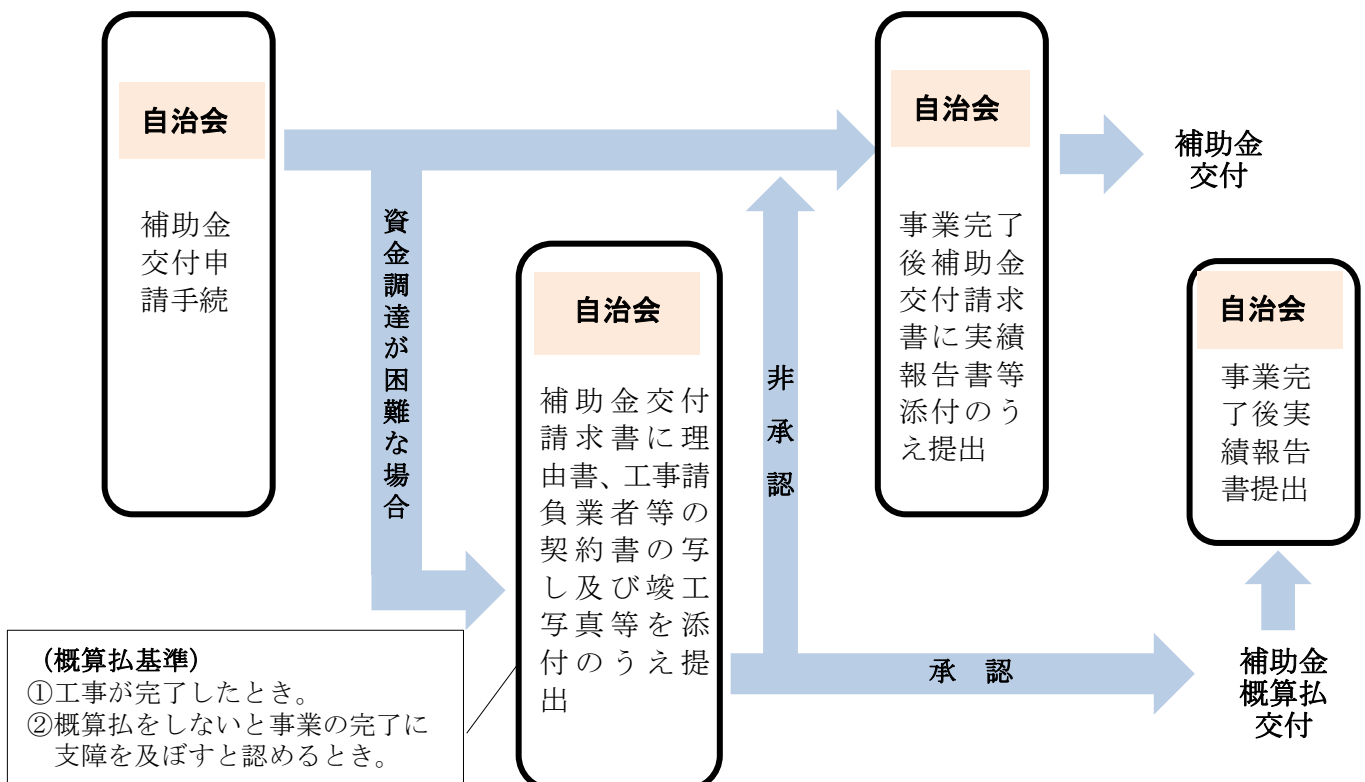 自治会
補助金
交付申
請手続
資金調達が困難な場合
自治会
補助金交付
請求書に理
由書、工事請
負業者等の
契約書の写
し及び竣工
写真等を添
付のうえ提
出
(概算払基準)
①工事が完了したとき。
②概算払をしないと事業の完了に
支障を及ぼすと認めるとき。
非承認
承認
自治会
事業完了
後補助金
交付請求
書に実績
報告書等
添付のう
え提出
補助金
交付
自治会
事業完
了後実
績報告
書提出
補助金
概算払
交付